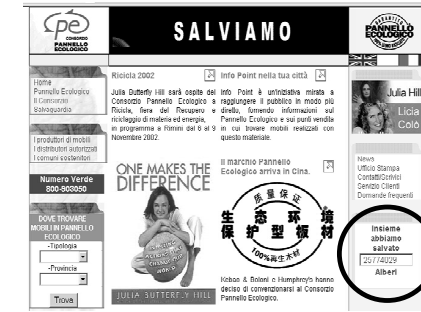 cpe
CONSORZIO
PANNELLO
ECOLOGICO
SALVIAMO
PANNELLO
ECOLOGICO
Home
Pannello Ecologico
Il Consorzio
Salvaguardia
I produttori di mobili
I distributori autorizzati
I comuni sostenitori
Numero Verde
800-903050
DOVE TROVARE
MOBILI IN PANNELLO
ECOLOGICO
-Tipologia
-Provincia
Trova
Ricicla 2002
Julia Butterfly Hill sarà ospite del
Consorzio Pannello Ecologico a
Ricicla, fiera del Recupero e
riciclaggio di materia ed energia,
in programma a Rimini dal 6 al 9
Novembre 2002.
ONE MAKES THE
DIFFERENCE
JULIA BUTTERFLY HILL
Info Point nella tua città
Info Point è un'iniziativa mirata a
raggiungere il pubblico in modo più
diretto, fornendo informazioni sul
Pannello Ecologico e sui punti vendita
in cui trovare mobili realizzati con
questo materiale.
Il marchio Pannello
Ecologico arriva in Cina.
质量保证
生态环境
保护型板材
100%再生木材
Keboo & Boloni e Humphrey's hanno
deciso di convenzionarsi al Consorzio
Pannello Ecologico.
Julia Hill
Licia
Colò
News
Ufficio Stampa
Contatti/Scrivici
Servizio Clienti
Domande frequenti
Insieme
abbiamo
salvato
25774029
Alberi